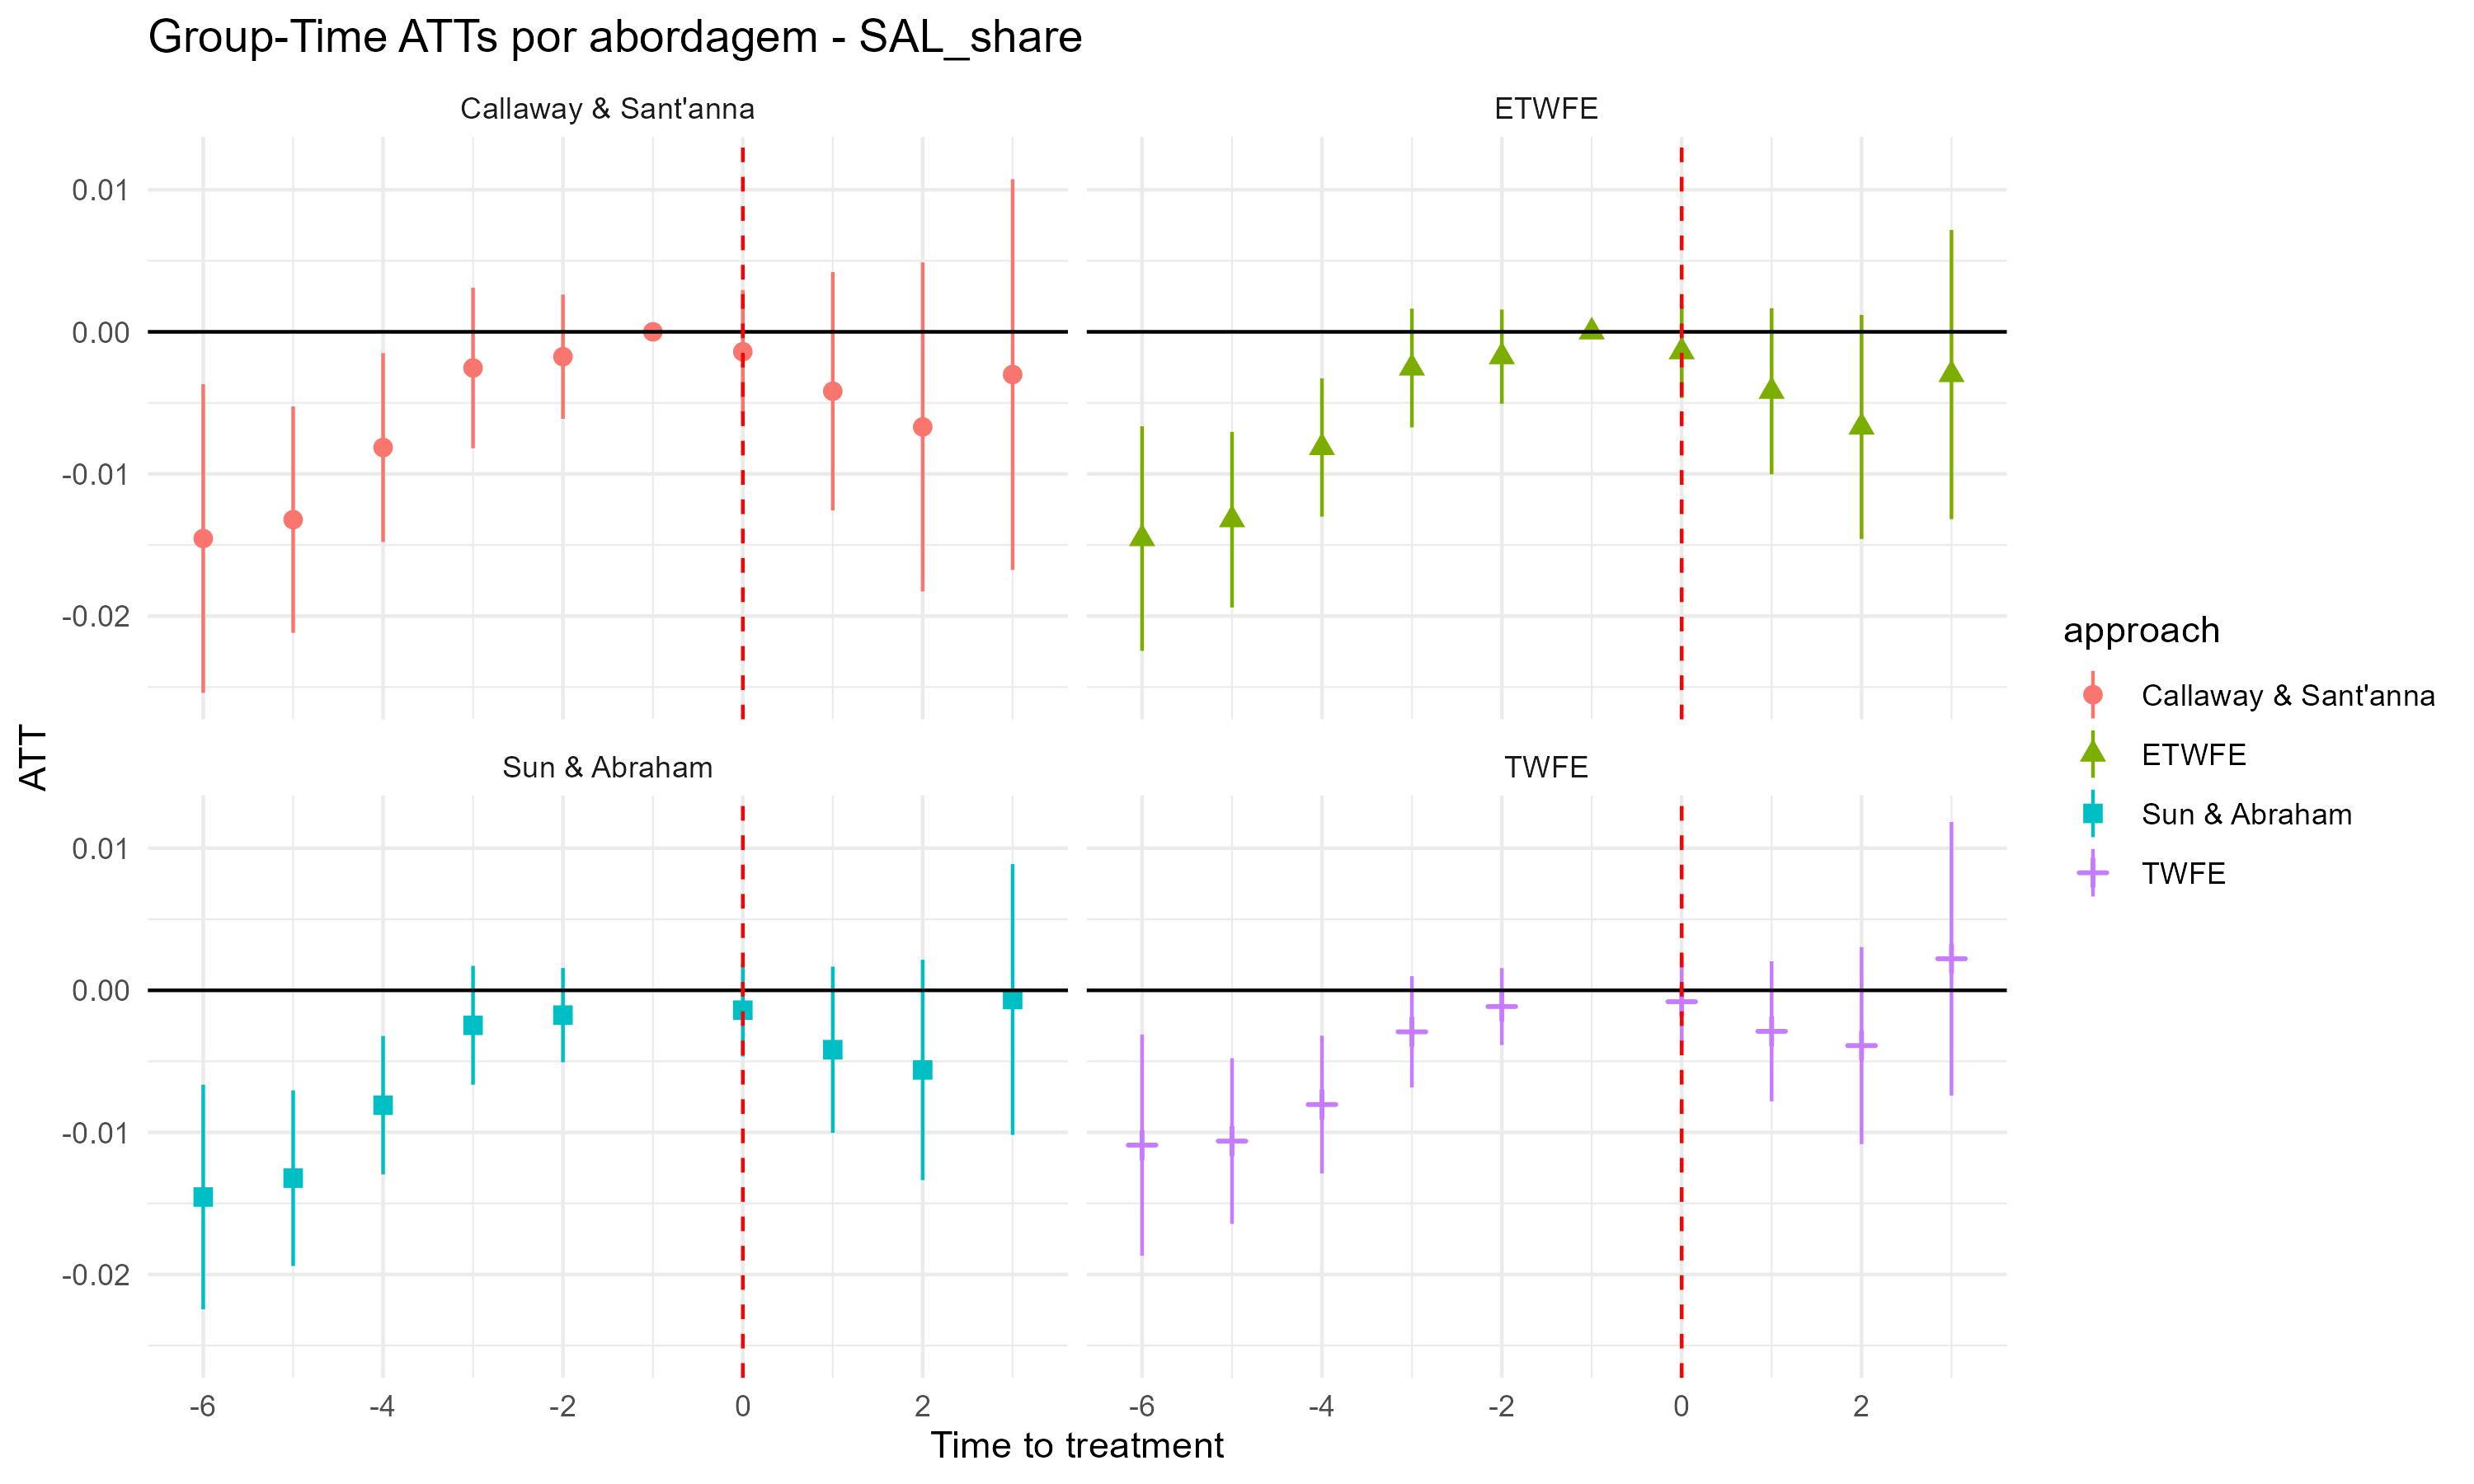 Group-Time ATTs por abordagem - SAL_share
Callaway & Sant'anna
ETWFE
0.01
0.00
-0.01
-0.02
Sun & Abraham
TWFE
0.01
0.00
-0.01
-0.02
-6 -4 -2 0 2
-6 -4 -2 0 2
Time to treatment
ATT
approach
Callaway & Sant'anna
ETWFE
Sun & Abraham
TWFE